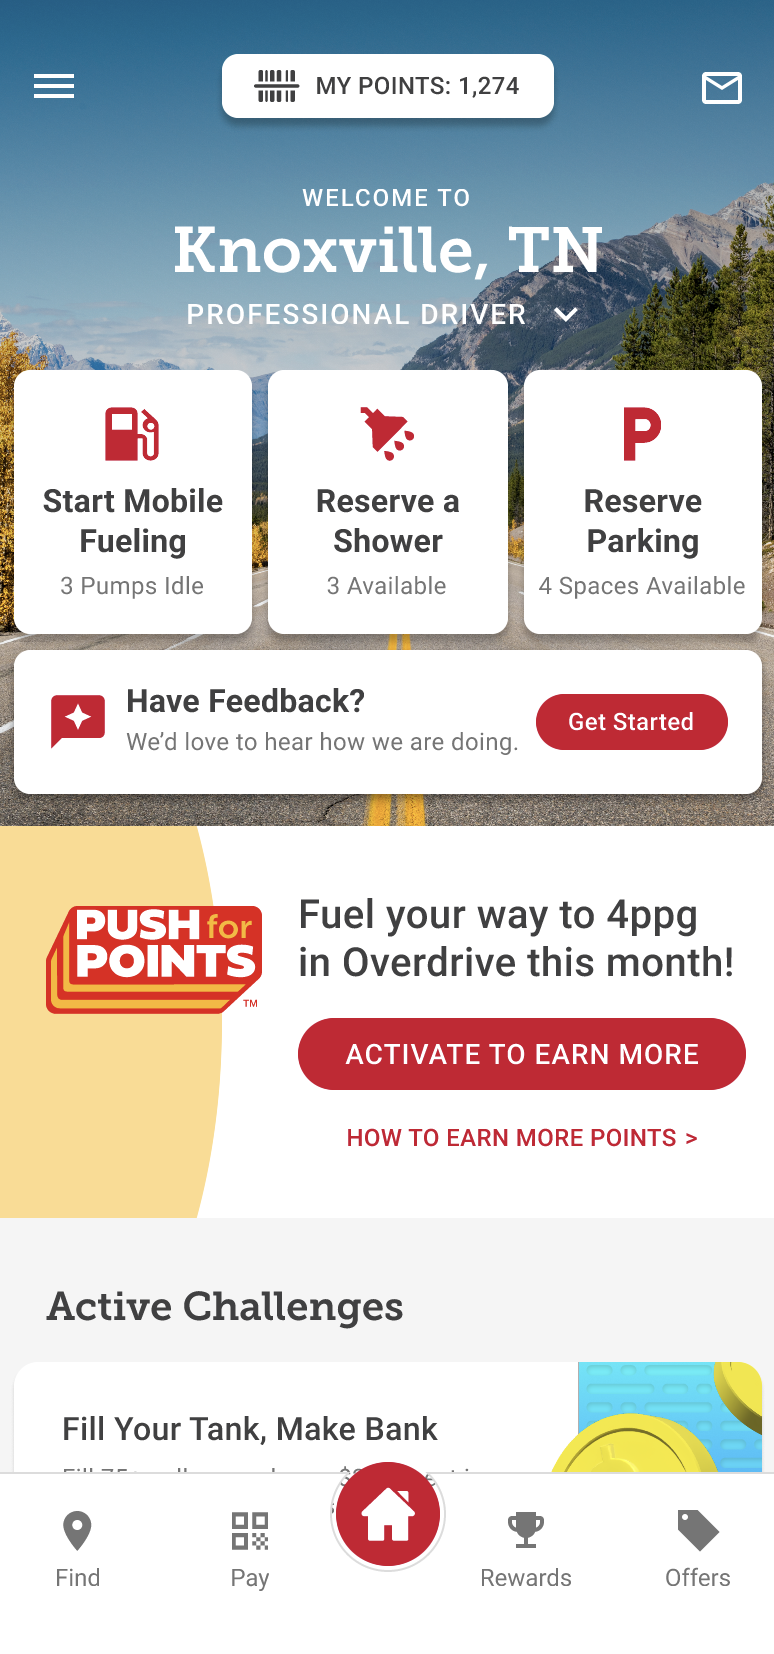 MY POINTS: 1,274
WELCOME TO
Knoxville, TN
PROFESSIONAL DRIVER
Start Mobile
Fueling
3 Pumps Idle
Reserve a
Shower
3 Available
Reserve
Parking
4 Spaces Available
Have Feedback?
We’d love to hear how we are doing.
Get Started
PUSH for
POINTS
TM
Fuel your way to 4ppg
in Overdrive this month!
ACTIVATE TO EARN MORE
HOW TO EARN MORE POINTS >
Active Challenges
Fill Your Tank, Make Bank
Find
Pay
Rewards
Offers